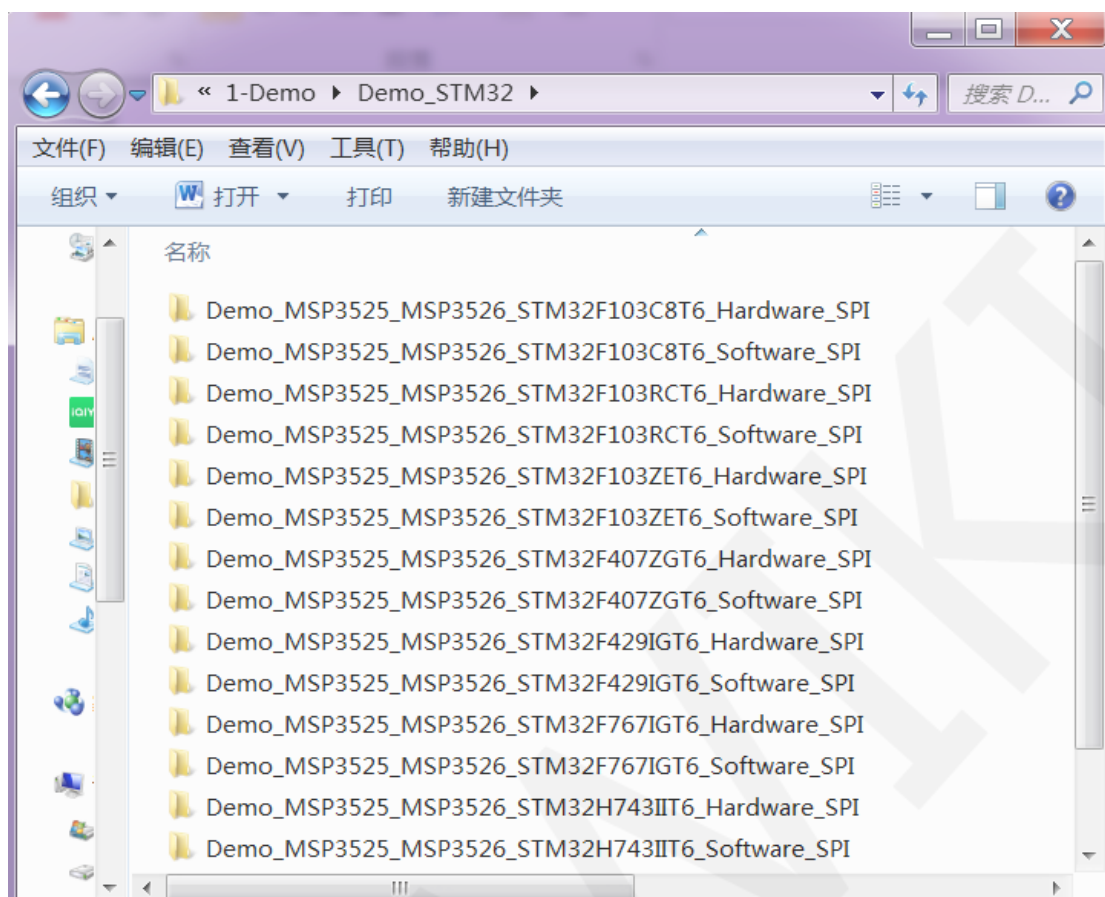 « 1-Demo ▸ Demo_STM32 ▸ 搜索 D...
文件(F) 编辑(E) 查看(V) 工具(T) 帮助(H)
组织 打开 打印 新建文件夹
名称
Demo_MSP3525_MSP3526_STM32F103C8T6_Hardware_SPI
Demo_MSP3525_MSP3526_STM32F103C8T6_Software_SPI
iQIY
Demo_MSP3525_MSP3526_STM32F103RCT6_Hardware_SPI
Demo_MSP3525_MSP3526_STM32F103RCT6_Software_SPI
Demo_MSP3525_MSP3526_STM32F103ZET6_Hardware_SPI
Demo_MSP3525_MSP3526_STM32F103ZET6_Software_SPI
Demo_MSP3525_MSP3526_STM32F407ZGT6_Hardware_SPI
Demo_MSP3525_MSP3526_STM32F407ZGT6_Software_SPI
Demo_MSP3525_MSP3526_STM32F429IGT6_Hardware_SPI
Demo_MSP3525_MSP3526_STM32F429IGT6_Software_SPI
Demo_MSP3525_MSP3526_STM32F767IGT6_Hardware_SPI
Demo_MSP3525_MSP3526_STM32F767IGT6_Software_SPI
Demo_MSP3525_MSP3526_STM32H743IIT6_Hardware_SPI
Demo_MSP3525_MSP3526_STM32H743IIT6_Software_SPI